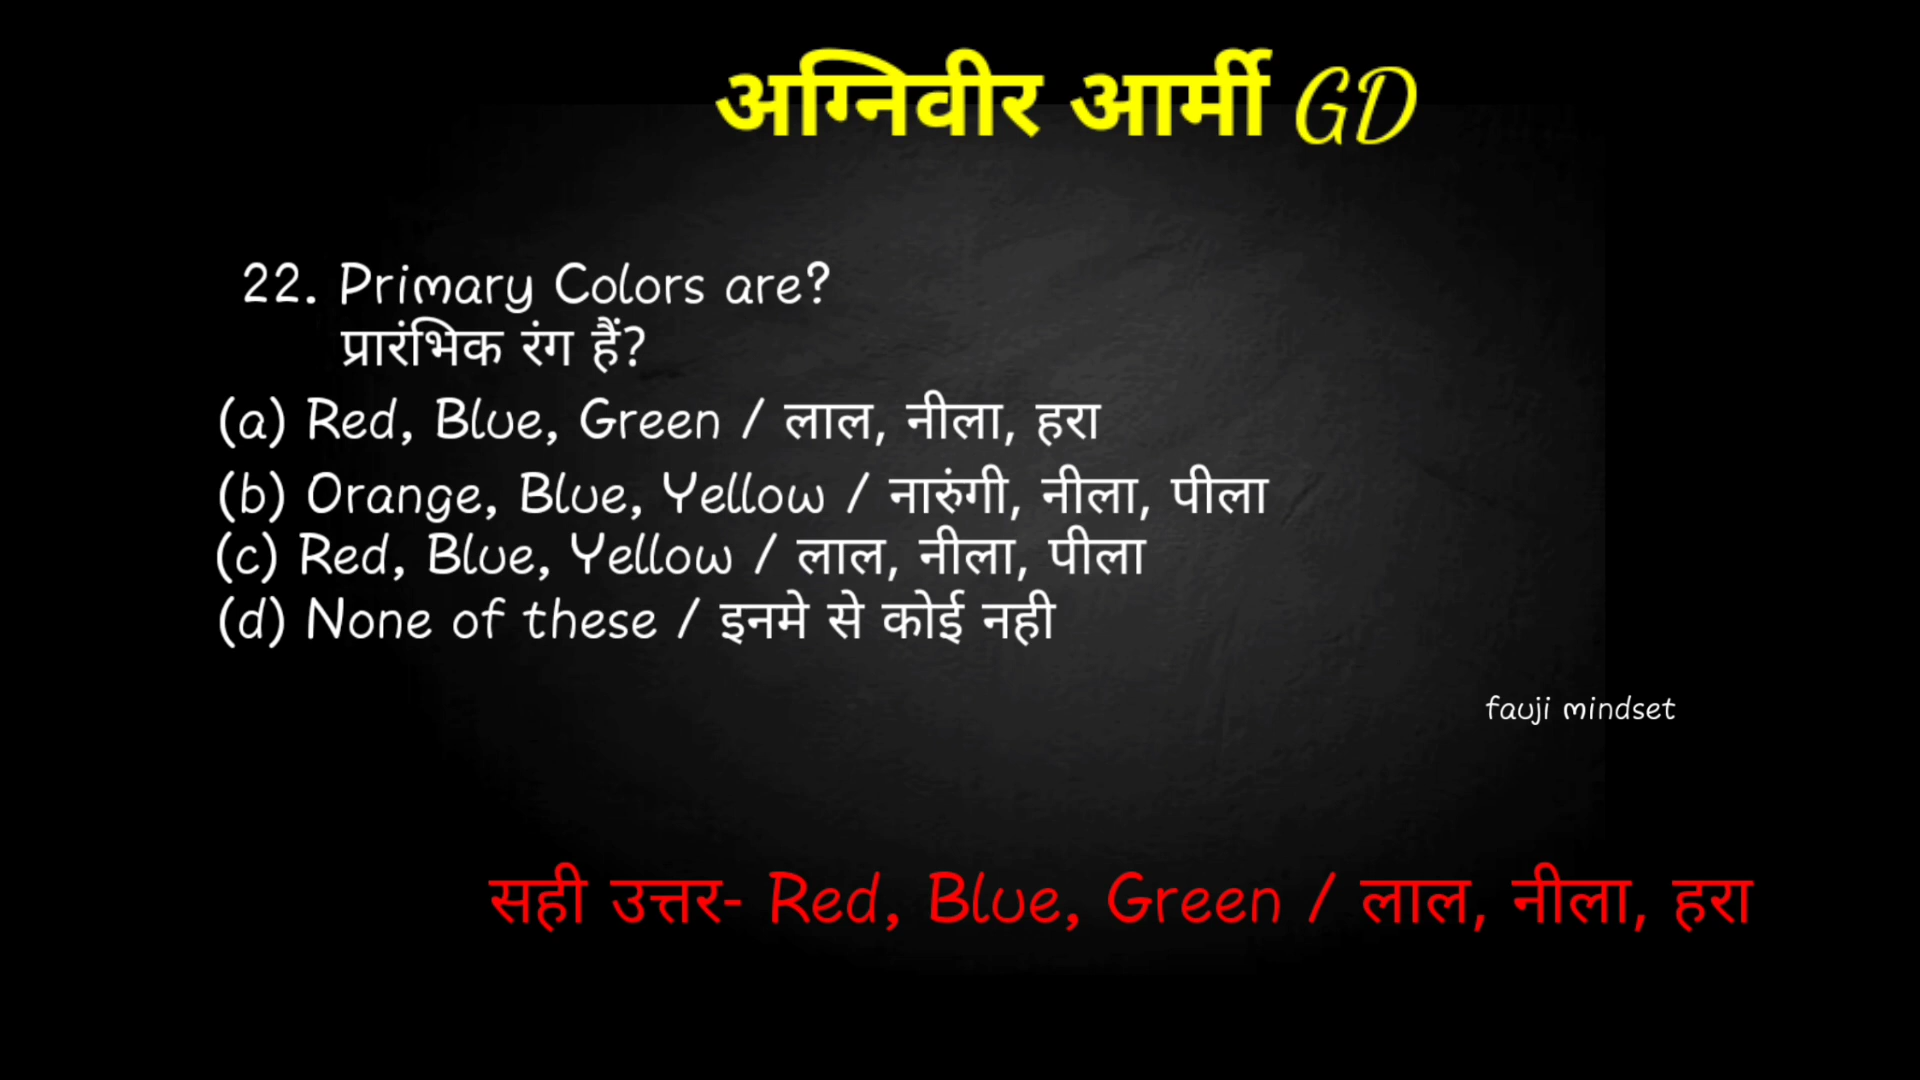 अग्निवीर आर्मी GD
22. Primary Colors are?
प्रारंभिक रंग हैं?
(a) Red, Blue, Green / लाल, नीला, हरा
(b) Orange, Blue, Yellow / नारुंगी, नीला, पीला
(c) Red, Blue, Yellow / लाल, नीला, पीला
(d) None of these / इनमे से कोई नही
fauji mindset
सही उत्तर- Red, Blue, Green / लाल, नीला, हरा